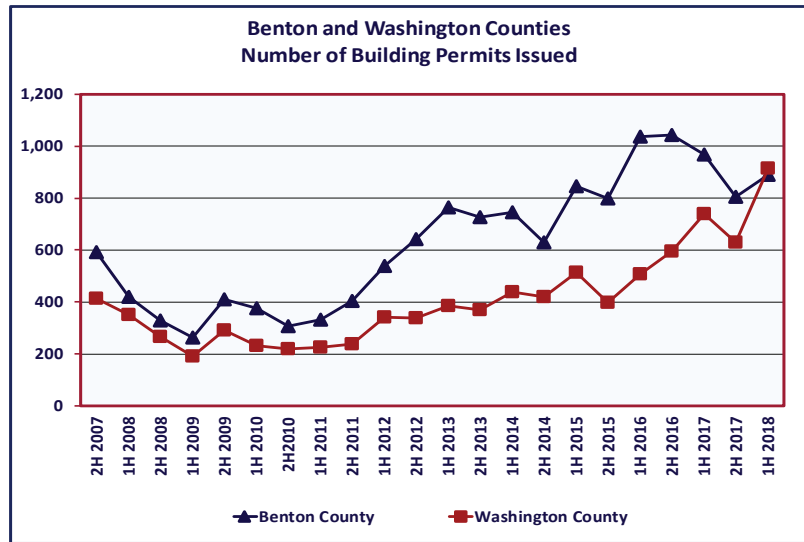 Benton and Washington Counties
Number of Building Permits Issued
1,200
1,000
800
600
400
200
0
2H 2007
1H 2008
2H 2008
1H 2009
2H 2009
1H 2010
2H2010
1H 2011
2H 2011
1H 2012
2H 2012
1H 2013
2H 2013
1H 2014
2H 2014
1H 2015
2H 2015
1H 2016
2H 2016
1H 2017
2H 2017
1H 2018
Benton County
Washington County